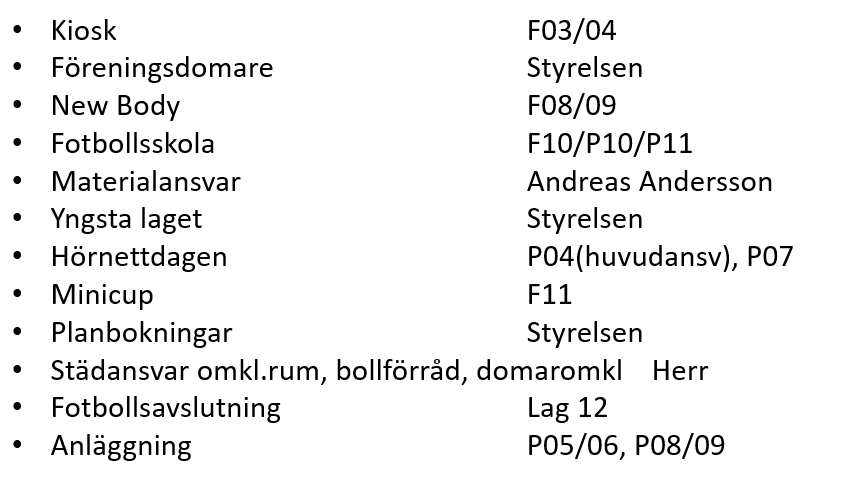 • Kiosk F03/04
• Föreningsdomare Styrelsen
• New Body F08/09
• Fotbollsskola F10/P10/P11
• Materialansvar Andreas Andersson
• Yngsta laget Styrelsen
• Hörnettdagen P04(huvudansv), P07
• Minicup F11
• Planbokningar Styrelsen
• Städansvar omkl.rum, bollförråd, domaromkl Herr
• Fotbollsavslutning Lag 12
• Anläggning P05/06, P08/09